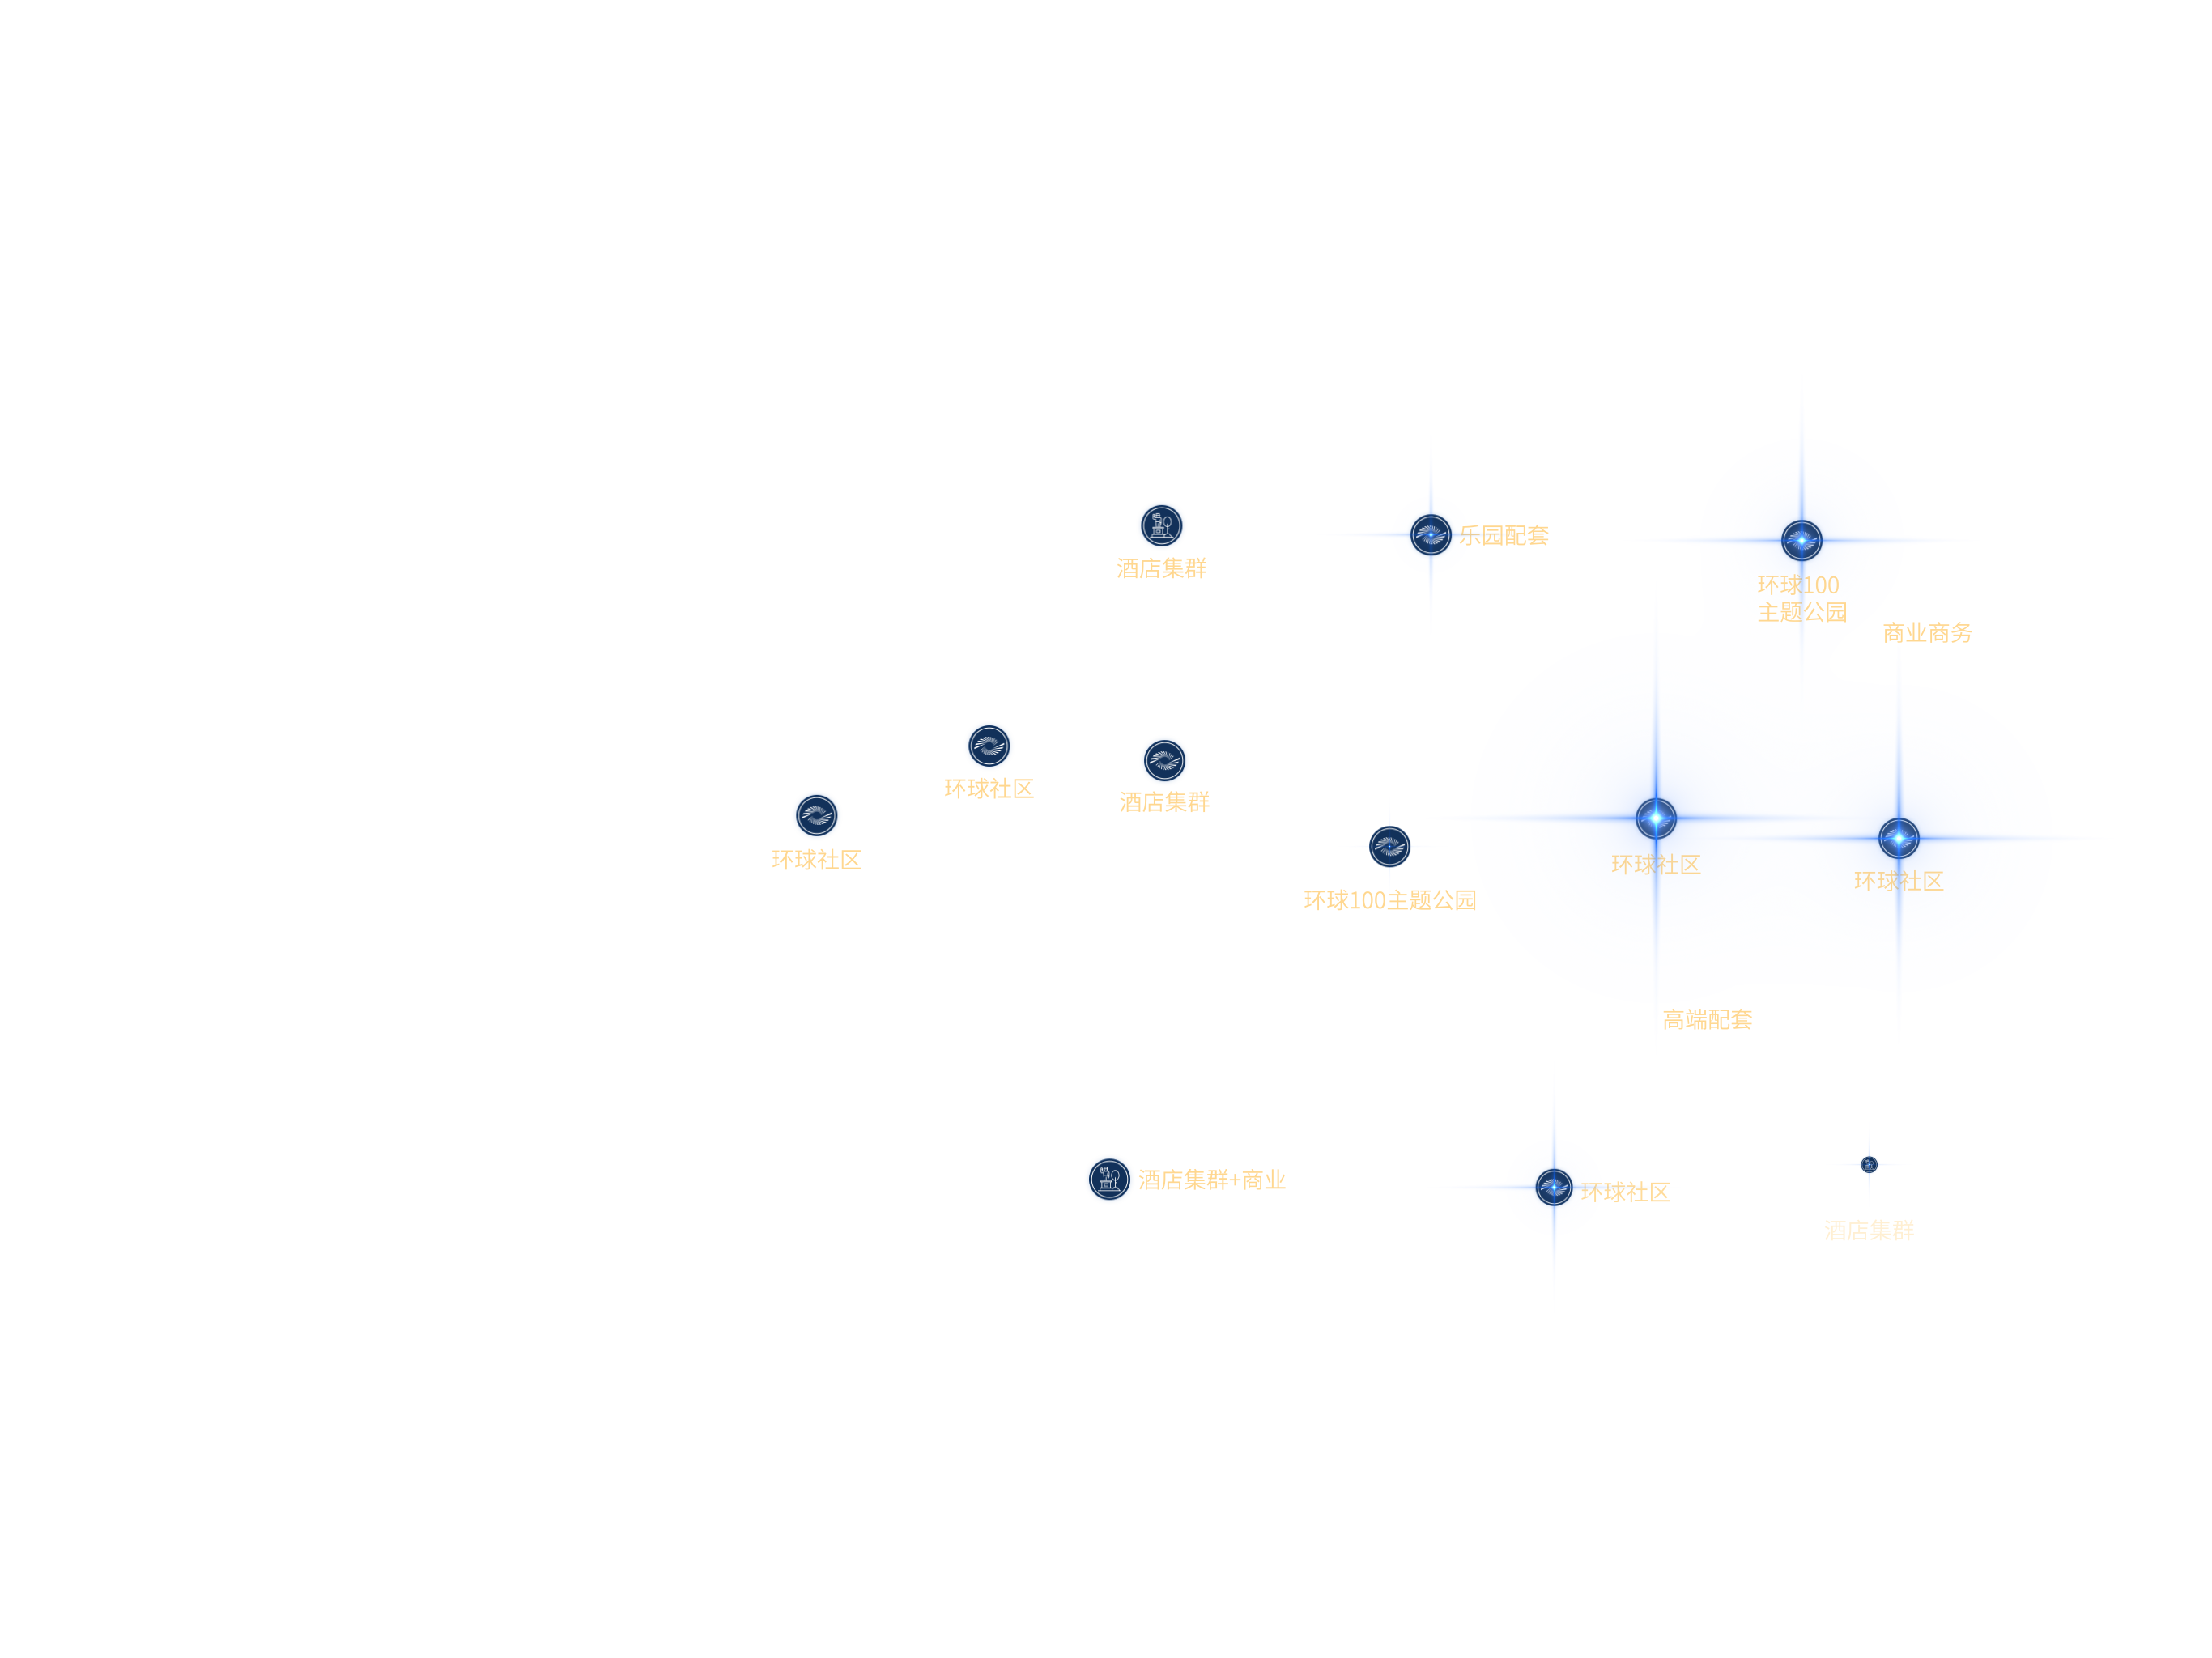 乐园配套
酒店集群
环球100
主题公园
商业商务
环球社区
酒店集群
环球社区
环球社区
环球社区
环球100主题公园
高端配套
酒店集群+商业
环球社区
酒店集群